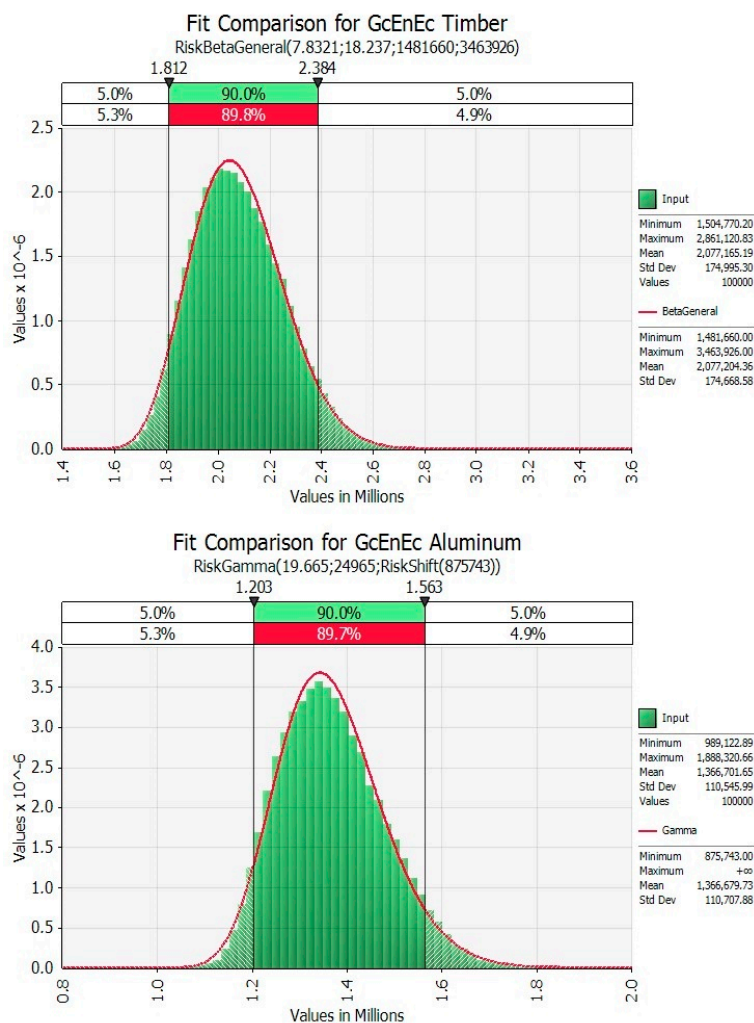 Fit Comparison for GcEnEc Timber
RiskBetaGeneral(7.8321;18.237;1481660;3463926)
1.812 2.384
5.0% 90.0% 5.0%
5.3% 89.8% 4.9%
2.5
2.0
1.5
1.0
0.5
0.0
Values x 10^-6
1.4 1.6 1.8 2.0 2.2 2.4 2.6 2.8 3.0 3.2 3.4 3.6
Values in Millions
Input
Minimum 1,504,770.20
Maximum 2,861,120.83
Mean 2,077,165.19
Std Dev 174,995.30
Values 100000
BetaGeneral
Minimum 1,481,660.00
Maximum 3,463,926.00
Mean 2,077,204.36
Std Dev 174,668.58
Fit Comparison for GcEnEc Aluminum
RiskGamma(19.665;24965;RiskShift(875743))
1.203 1.563
5.0% 90.0% 5.0%
5.3% 89.7% 4.9%
4.0
3.5
3.0
2.5
2.0
1.5
1.0
0.5
0.0
Values x 10^-6
0.8 1.0 1.2 1.4 1.6 1.8 2.0
Values in Millions
Input
Minimum 989,122.89
Maximum 1,888,320.66
Mean 1,366,701.65
Std Dev 110,545.99
Values 100000
Gamma
Minimum 875,743.00
Maximum +∞
Mean 1,366,679.73
Std Dev 110,707.88